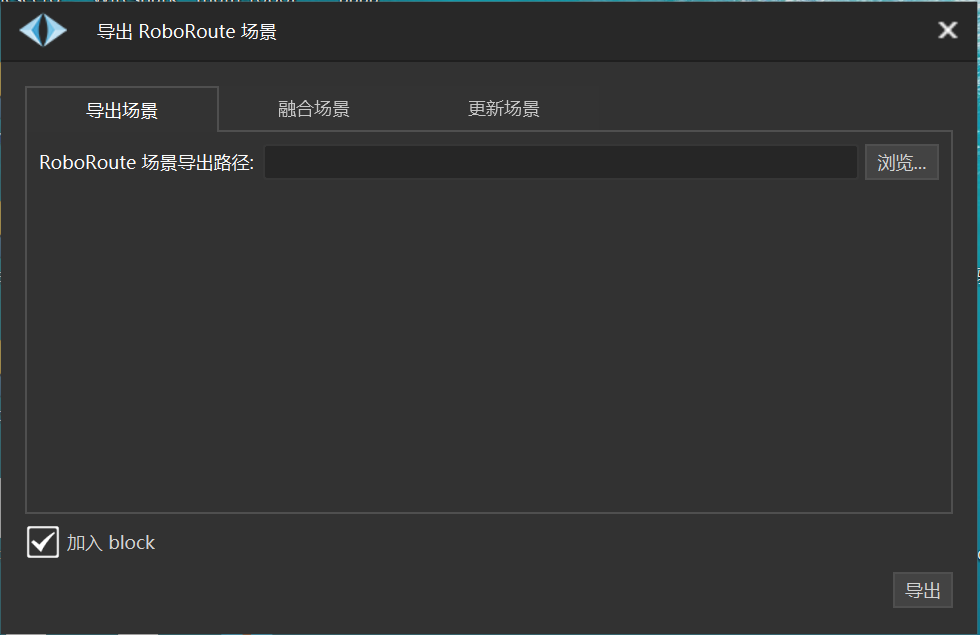 导出 RoboRoute 场景
导出场景
融合场景
更新场景
RoboRoute 场景导出路径:
浏览...
加入 block
导出